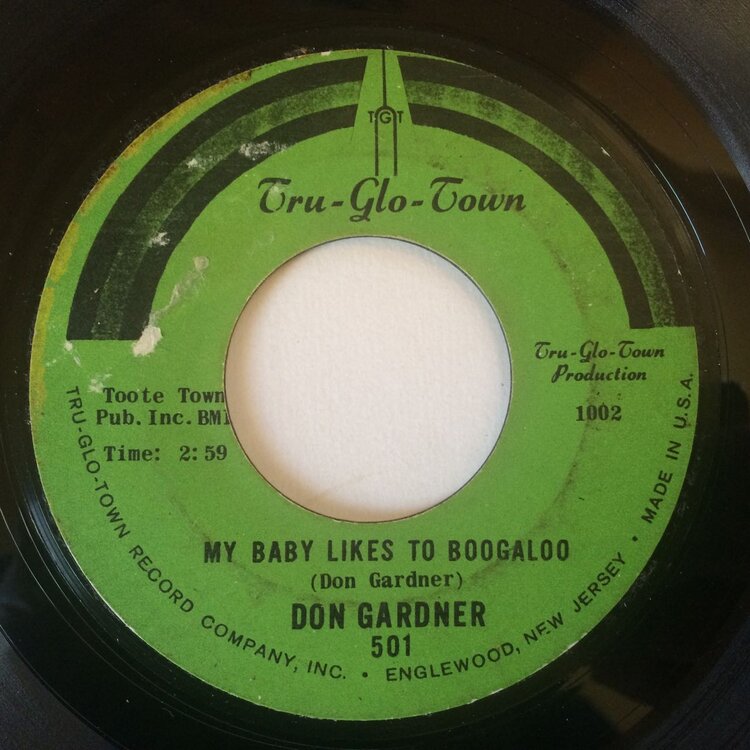 TGT
Tru-Glo-Town
Tru-Glo-Town
Production
1002
Toote Town
Pub. Inc. BMI
Time: 2:59
MY BABY LIKES TO BOOGALOO
(Don Gardner)
DON GARDNER
501
TRU-GLO-TOWN RECORD COMPANY, INC. • ENGLEWOOD, NEW JERSEY • MADE IN U.S.A.